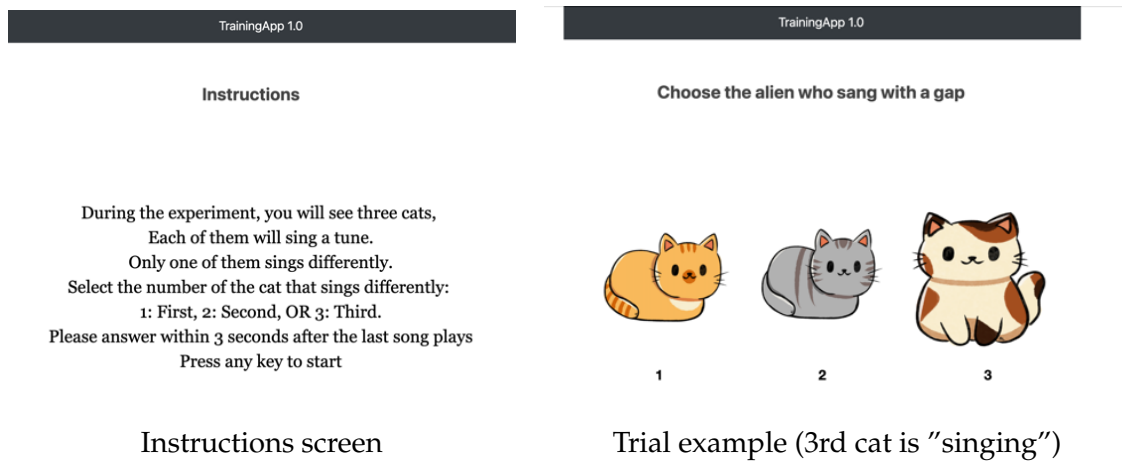 TrainingApp 1.0
Instructions
During the experiment, you will see three cats,
Each of them will sing a tune.
Only one of them sings differently.
Select the number of the cat that sings differently:
1: First, 2: Second, OR 3: Third.
Please answer within 3 seconds after the last song plays
Press any key to start
Instructions screen
TrainingApp 1.0
Choose the alien who sang with a gap
1 2 3
Trial example (3rd cat is ”singing”)